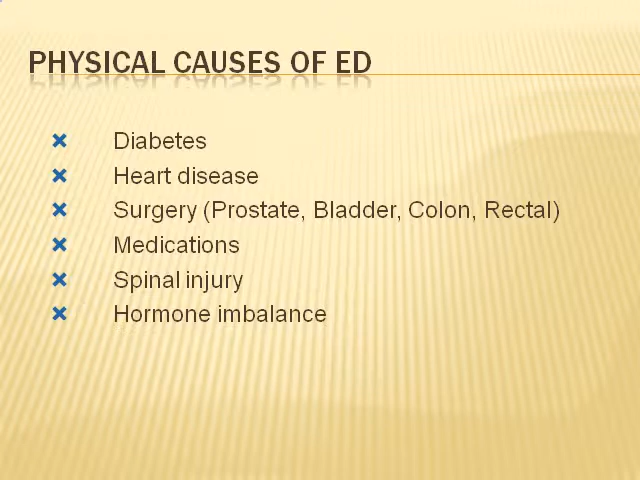 PHYSICAL CAUSES OF ED
Diabetes
Heart disease
Surgery (Prostate, Bladder, Colon, Rectal)
Medications
Spinal injury
Hormone imbalance